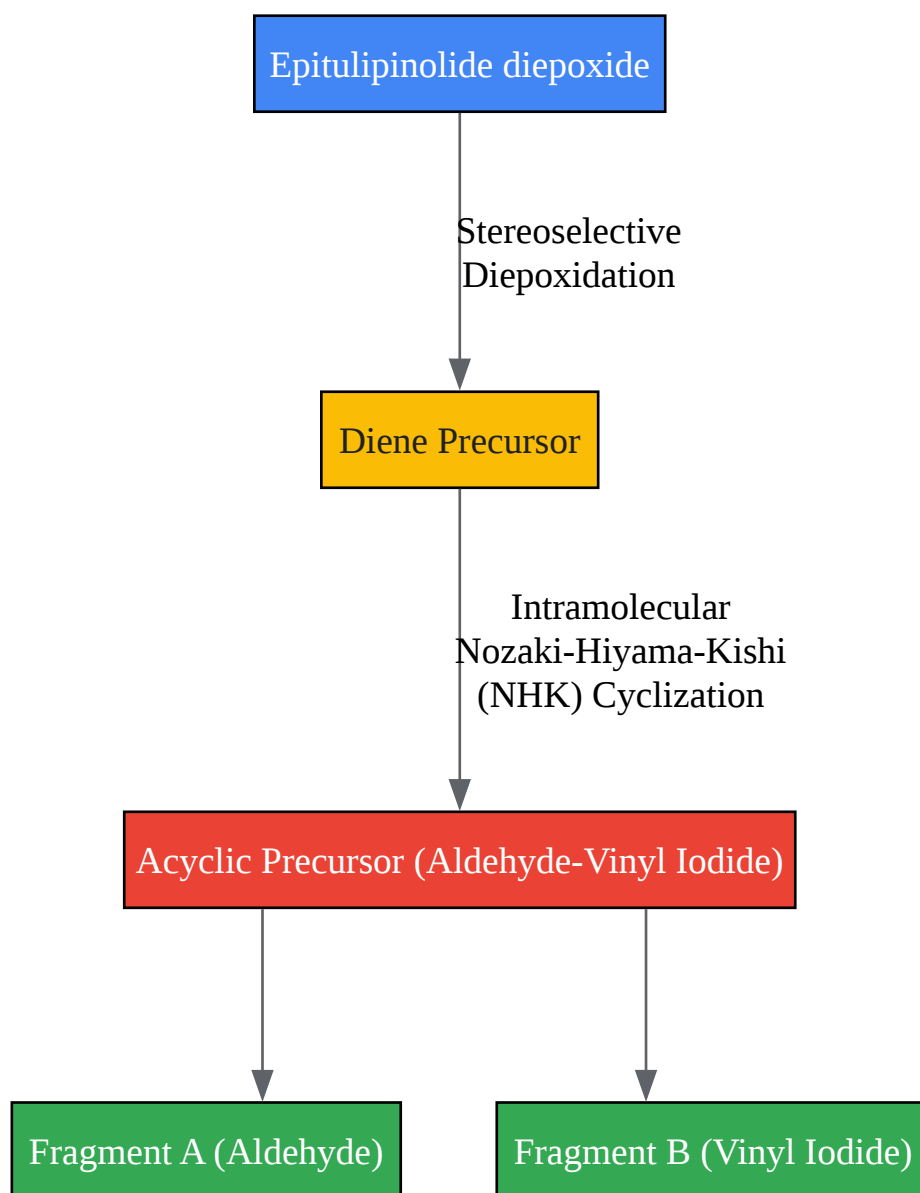 Epitulipinolide diepoxide
Stereoselective
Diepoxidation
Diene Precursor
Intramolecular
Nozaki-Hiyama-Kishi
(NHK) Cyclization
Acyclic Precursor (Aldehyde-Vinyl Iodide)
Fragment A (Aldehyde)
Fragment B (Vinyl Iodide)